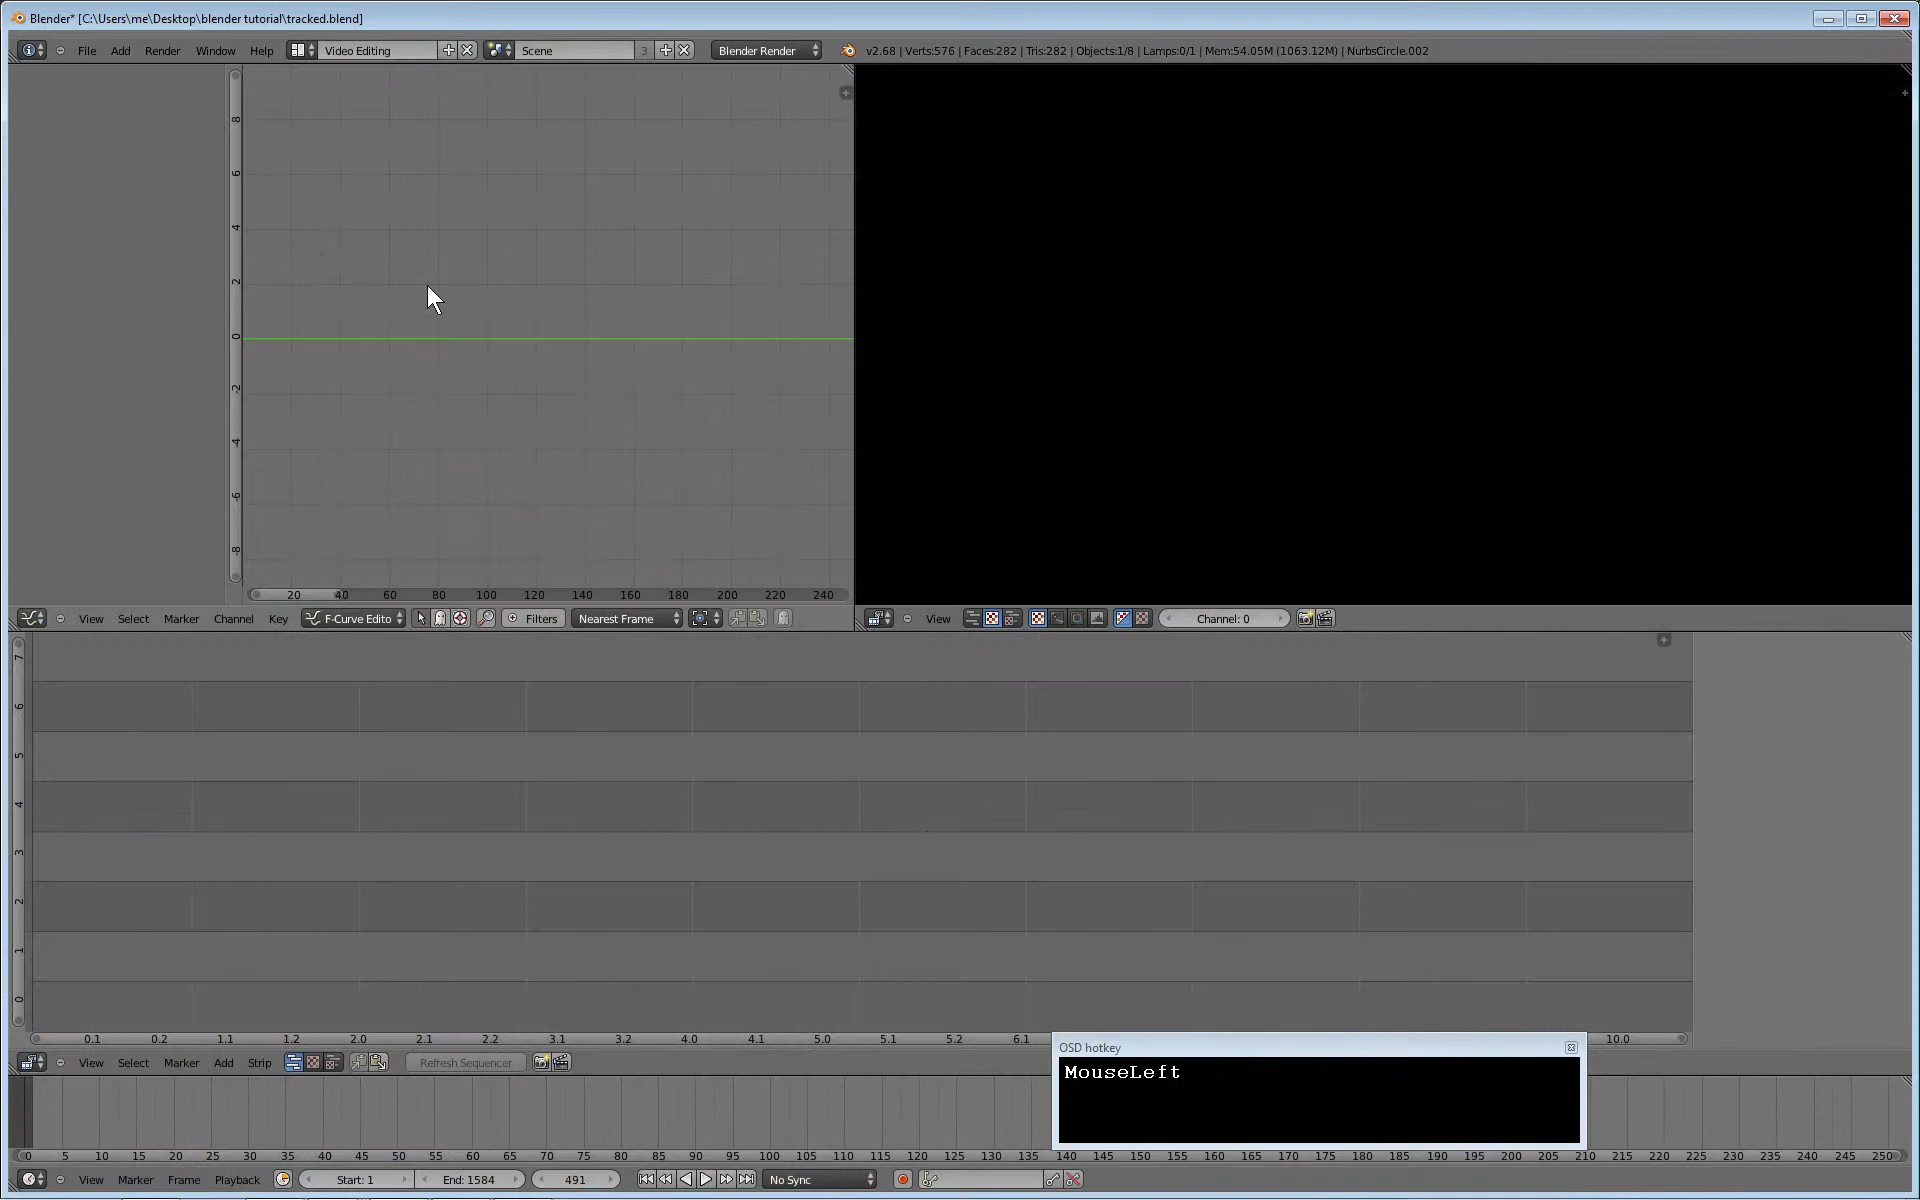 Blender* [C:\Users\me\Desktop\blender tutorial\tracked.blend]
File Add Render Window Help Video Editing Scene 3 Blender Render v2.68 | Verts:576 | Faces:282 | Tris:282 | Objects:1/8 | Lamps:0/1 | Mem:54.05M (1063.12M) | NurbsCircle.002
8
6
4
2
0
-2
-4
-6
-8
20 40 60 80 100 120 140 160 180 200 220 240
View Select Marker Channel Key F-Curve Edito Filters Nearest Frame View Channel: 0
7
6
5
4
3
2
1
0
0.1 0.2 1.1 1.2 2.0 2.1 2.2 3.1 3.2 4.0 4.1 5.0 5.1 5.2 6.1 10.0
OSD hotkey
MouseLeft
View Select Marker Add Strip Refresh Sequencer
0 5 10 15 20 25 30 35 40 45 50 55 60 65 70 75 80 85 90 95 100 105 110 115 120 125 130 135 140 145 150 155 160 165 170 175 180 185 190 195 200 205 210 215 220 225 230 235 240 245 250
View Marker Frame Playback Start: 1 End: 1584 491 No Sync